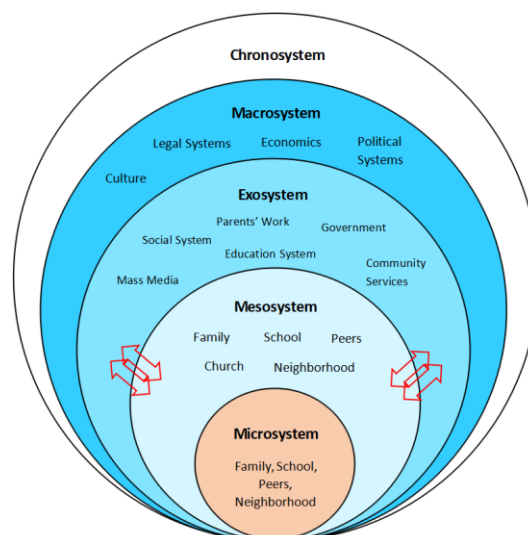 Chronosystem
Macrosystem
Legal Systems
Economics
Political
Systems
Culture
Exosystem
Parents' Work
Government
Social System
Education System
Community
Services
Mass Media
Mesosystem
Family
School
Peers
Church
Neighborhood
Microsystem
Family, School,
Peers,
Neighborhood